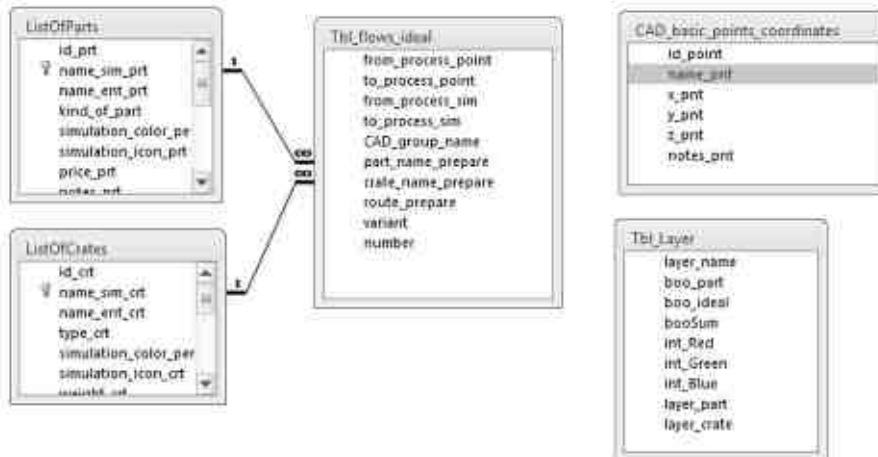 ListOfParts
id_prt
name_sim_prt
name_ent_prt
kind_of_part
simulation_color_pe
simulation_icon_prt
price_prt
notes_prt
1
∞
ListOfCrates
id_crt
name_sim_crt
name_ent_crt
type_crt
simulation_color_per
simulation_icon_crt
weight_crt
1
∞
Tbl_flows_ideal
from_process_point
to_process_point
from_process_sim
to_process_sim
CAD_group_name
part_name_prepare
crate_name_prepare
route_prepare
variant
number
CAD_basic_points_coordinates
id_point
name_pnt
x_pnt
y_pnt
z_pnt
notes_pnt
Tbl_Layer
layer_name
boo_part
boo_ideal
booSum
int_Red
int_Green
int_Blue
layer_part
layer_crate